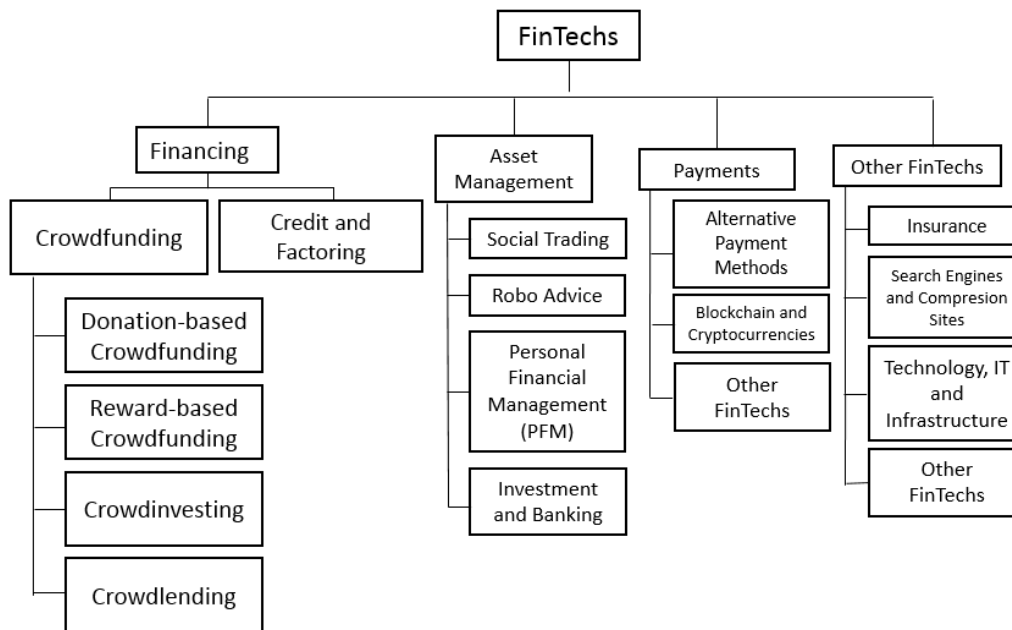 FinTechs
Financing
Asset
Management
Payments
Other FinTechs
Crowdfunding
Credit and
Factoring
Donation-based
Crowdfunding
Reward-based
Crowdfunding
Crowdinvesting
Crowdlending
Social Trading
Robo Advice
Personal
Financial
Management
(PFM)
Investment
and Banking
Alternative
Payment
Methods
Blockchain and
Cryptocurrencies
Other
FinTechs
Insurance
Search Engines
and Compresion
Sites
Technology, IT
and
Infrastructure
Other
FinTechs